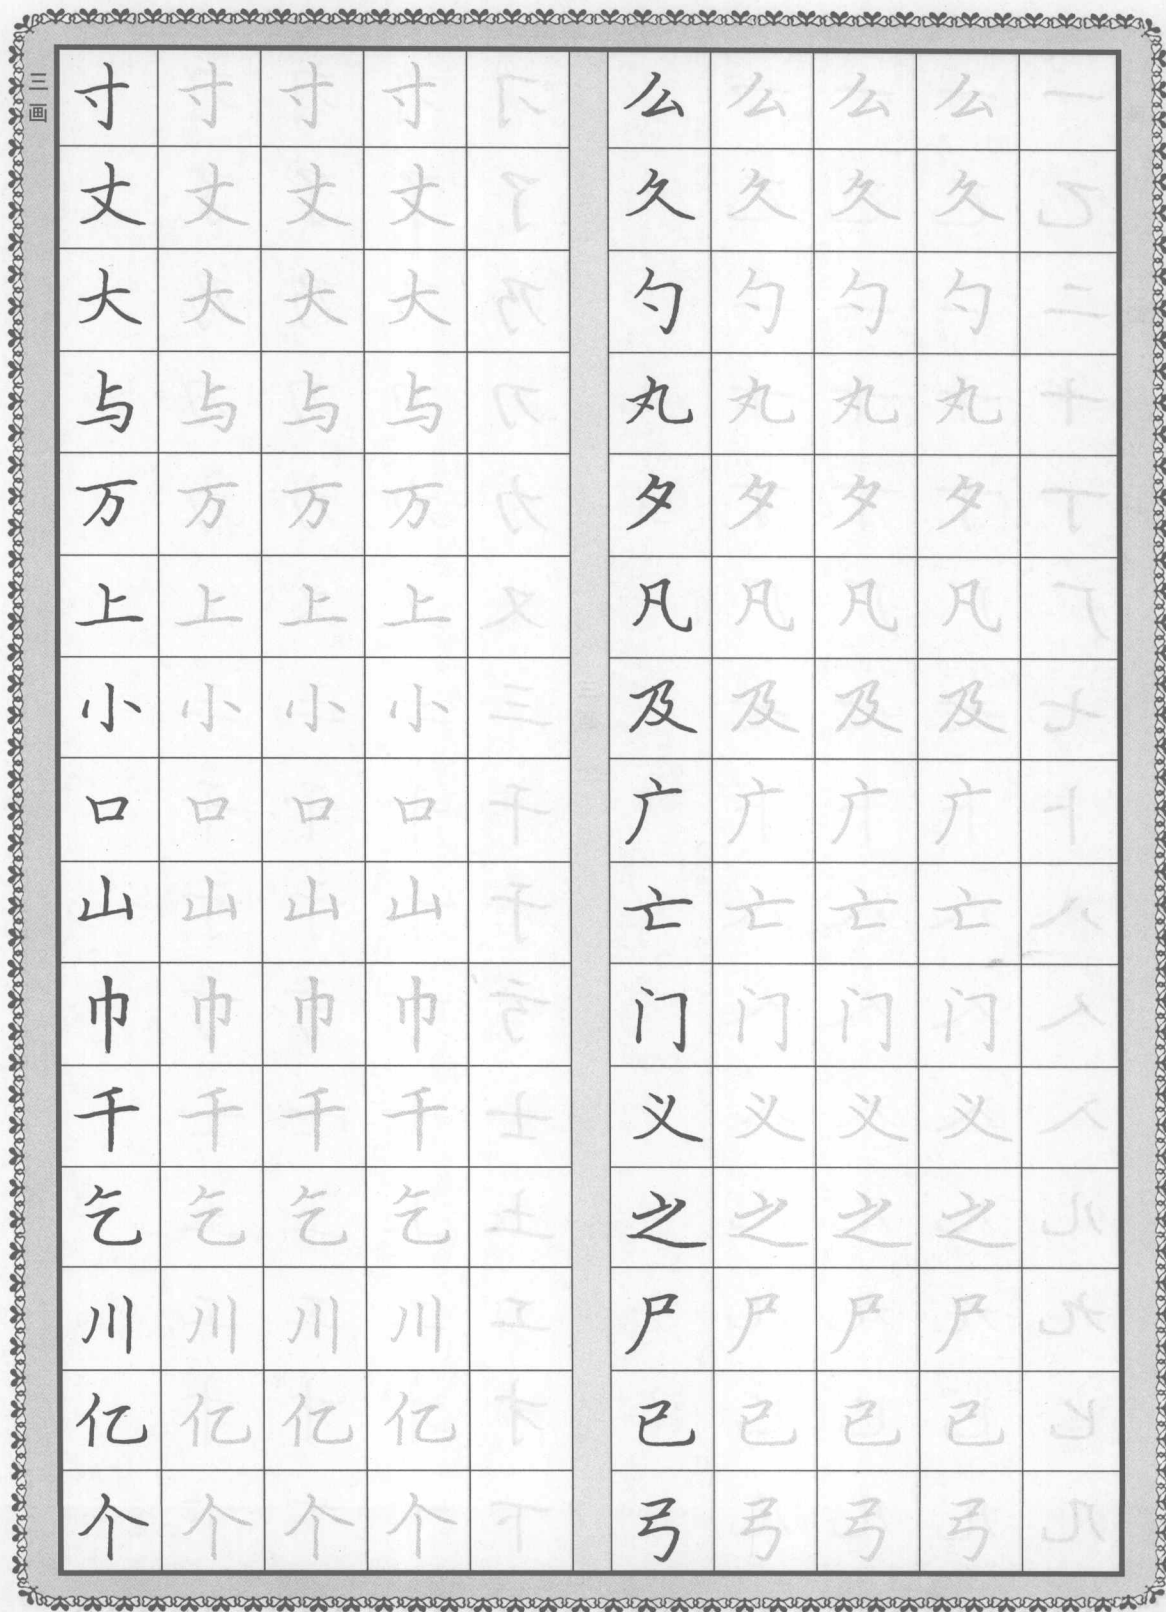 三画
寸 寸 寸 寸 么 么 么 么
丈 丈 丈 丈 久 久 久 久
大 大 大 大 勺 勺 勺 勺
与 与 与 与 丸 丸 丸 丸
万 万 万 万 夕 夕 夕 夕
上 上 上 上 凡 凡 凡 凡
小 小 小 小 及 及 及 及
口 口 口 口 广 广 广 广
山 山 山 山 亡 亡 亡 亡
巾 巾 巾 巾 门 门 门 门
千 千 千 千 义 义 义 义
乞 乞 乞 乞 之 之 之 之
川 川 川 川 尸 尸 尸 尸
亿 亿 亿 亿 已 已 已 已
个 个 个 个 弓 弓 弓 弓